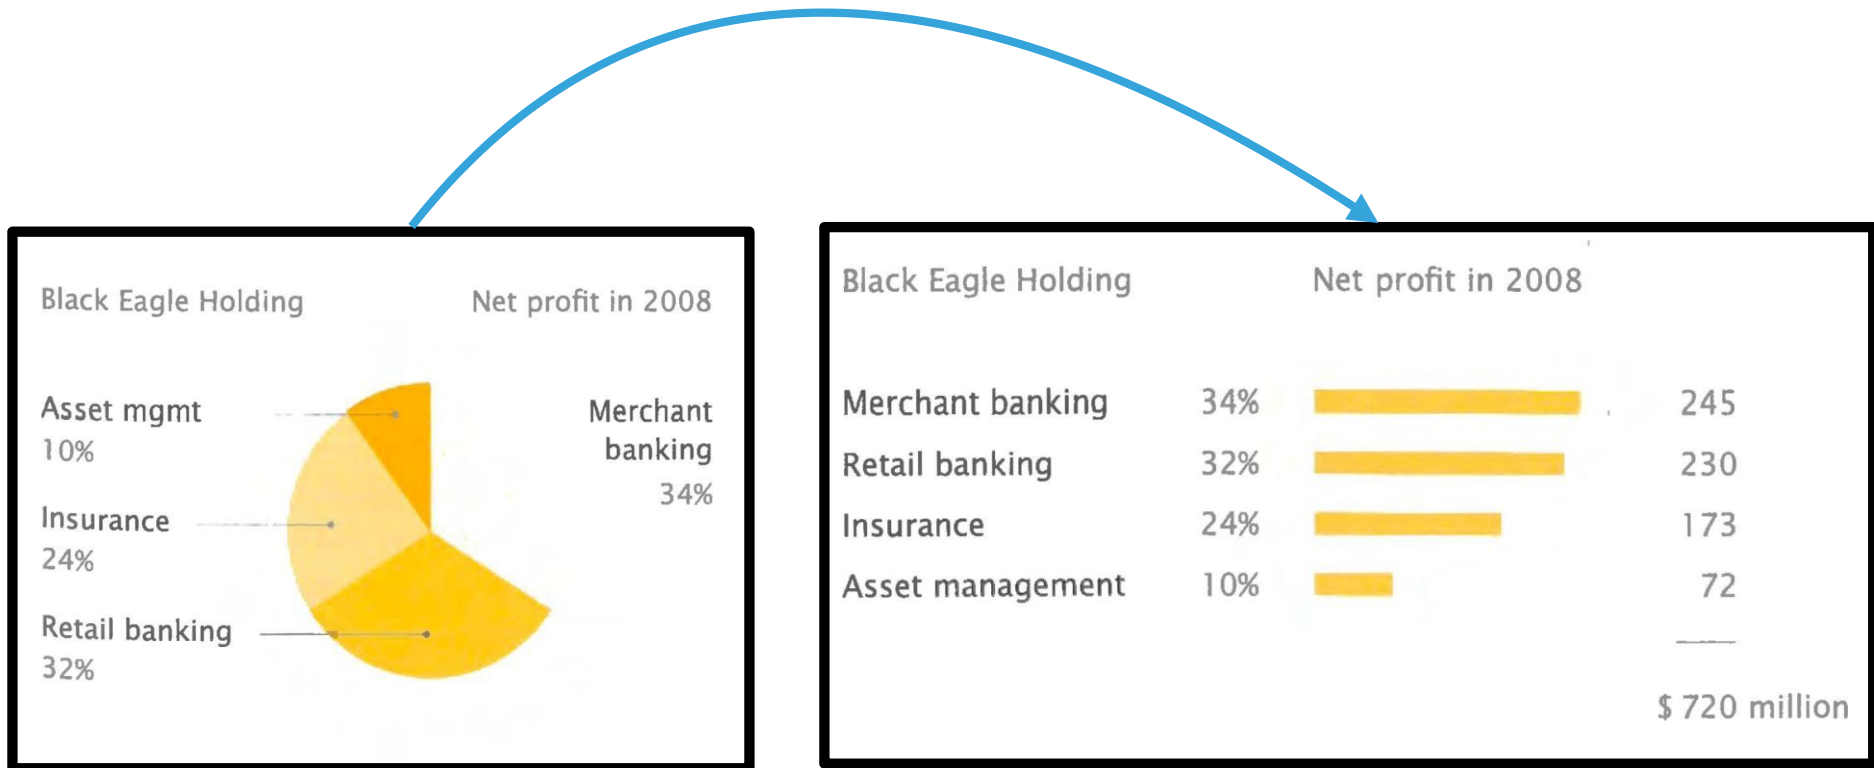 Black Eagle Holding Net profit in 2008
Asset mgmt
10%
Insurance
24%
Retail banking
32%
Merchant
banking
34%
Black Eagle Holding Net profit in 2008
Merchant banking 34% 245
Retail banking 32% 230
Insurance 24% 173
Asset management 10% 72
$ 720 million